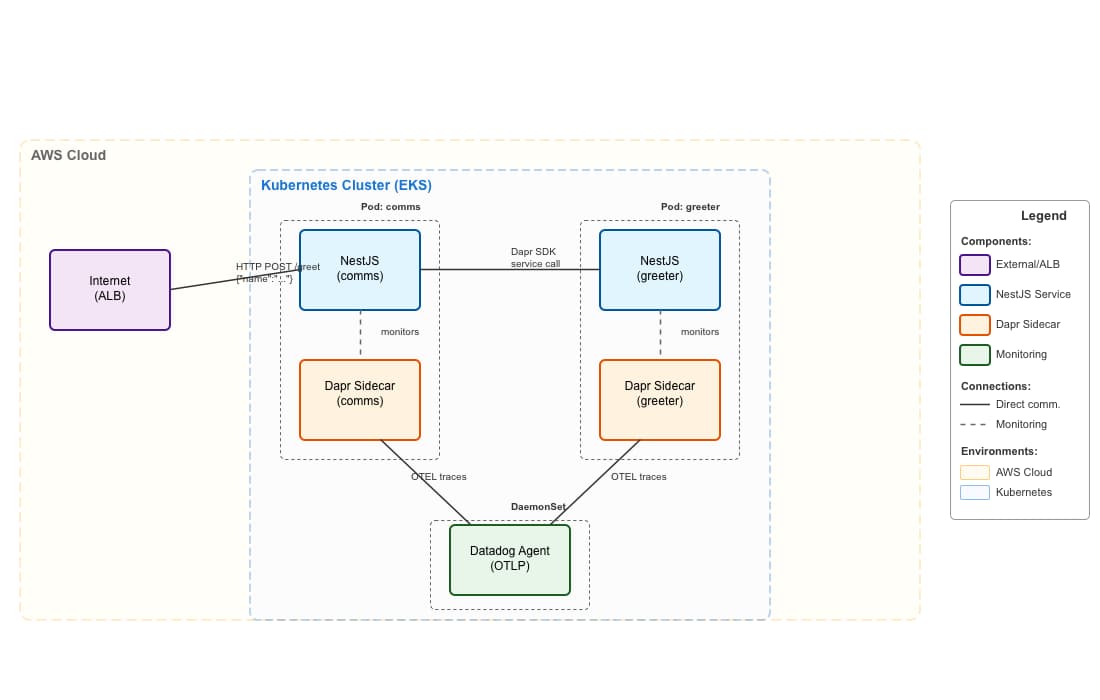 AWS Cloud
Kubernetes Cluster (EKS)
Pod: comms
Pod: greeter
Internet
(ALB)
HTTP POST /greet
{"name":"..."}
NestJS
(comms)
Dapr SDK
service call
NestJS
(greeter)
monitors
monitors
Dapr Sidecar
(comms)
Dapr Sidecar
(greeter)
OTEL traces
OTEL traces
DaemonSet
Datadog Agent
(OTLP)
Legend
Components:
External/ALB
NestJS Service
Dapr Sidecar
Monitoring
Connections:
Direct comm.
Monitoring
Environments:
AWS Cloud
Kubernetes